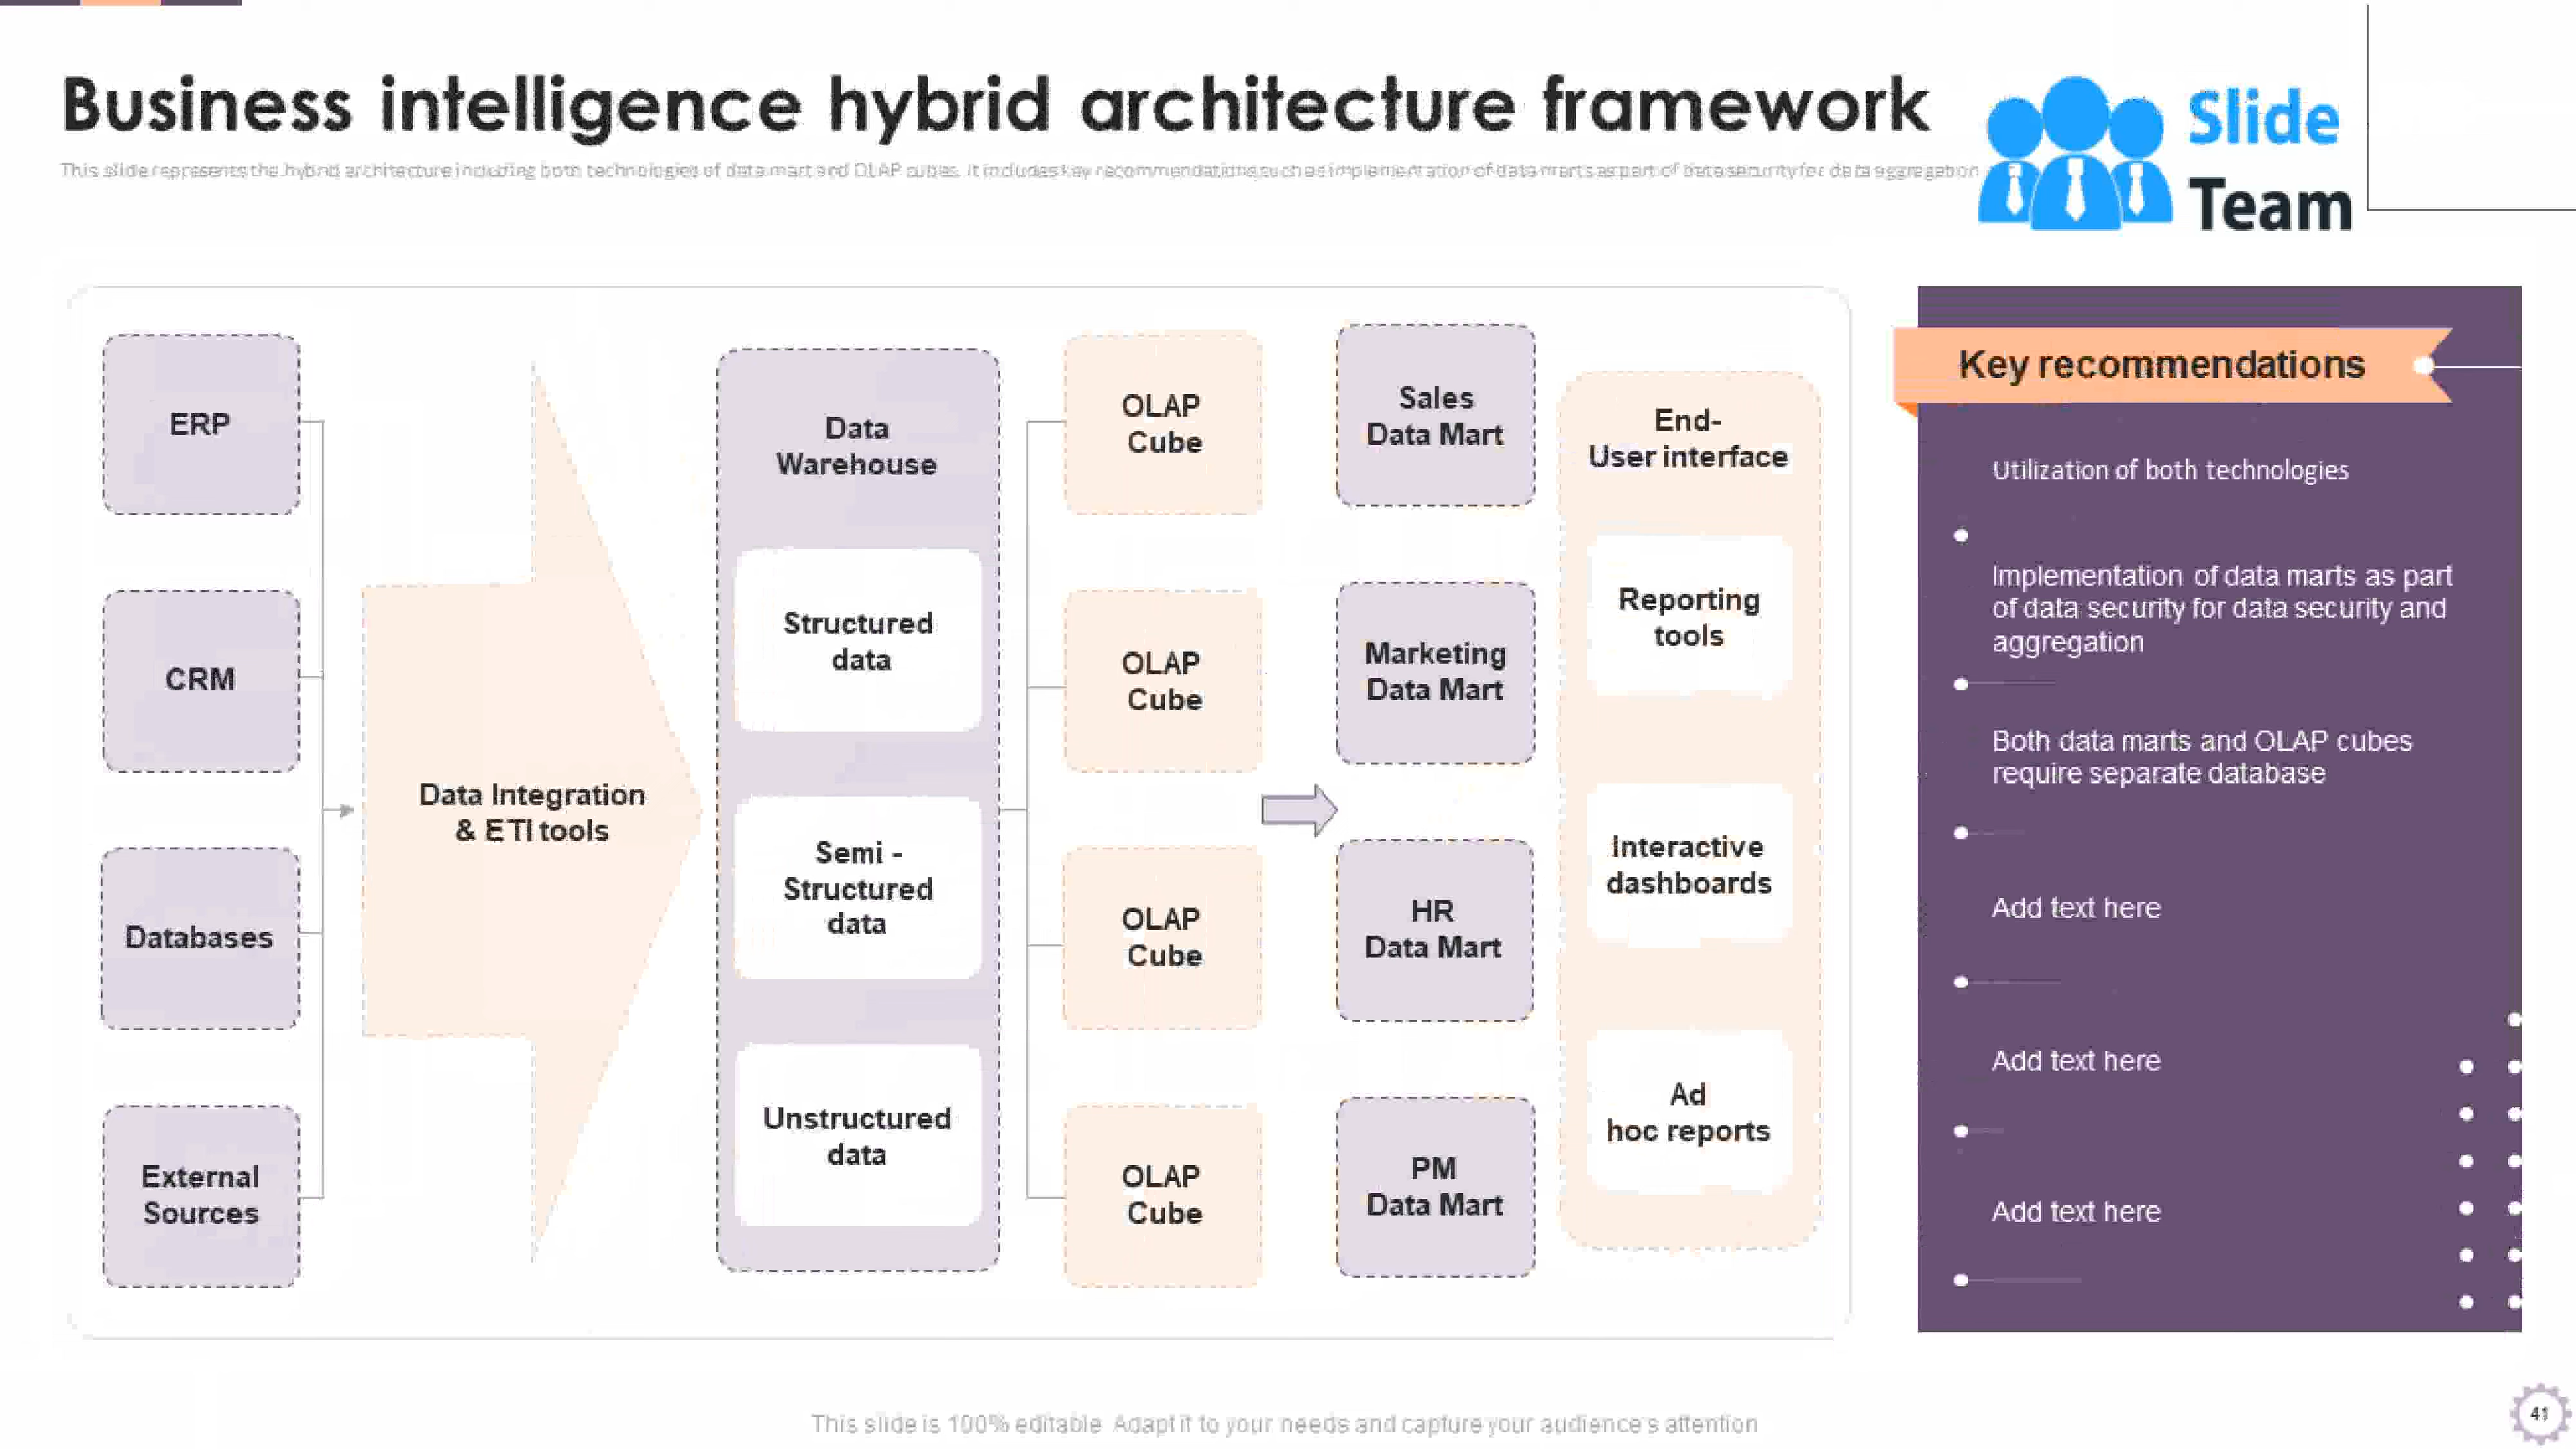 Business intelligence hybrid architecture framework
This slide represents the hybrid architecture including both technologies of data mart and OLAP cubes. It includes key recommendations such as implementation of data marts as part of data security for data aggregation
Slide
Team
ERP
CRM
Databases
External
Sources
Data Integration
& ETI tools
Data
Warehouse
Structured
data
Semi -
Structured
data
Unstructured
data
OLAP
Cube
OLAP
Cube
OLAP
Cube
OLAP
Cube
Sales
Data Mart
Marketing
Data Mart
HR
Data Mart
PM
Data Mart
End-
User interface
Reporting
tools
Interactive
dashboards
Ad
hoc reports
Key recommendations
Utilization of both technologies
Implementation of data marts as part
of data security for data security and
aggregation
Both data marts and OLAP cubes
require separate database
Add text here
Add text here
Add text here
This slide is 100% editable Adapt it to your needs and capture your audience's attention
41